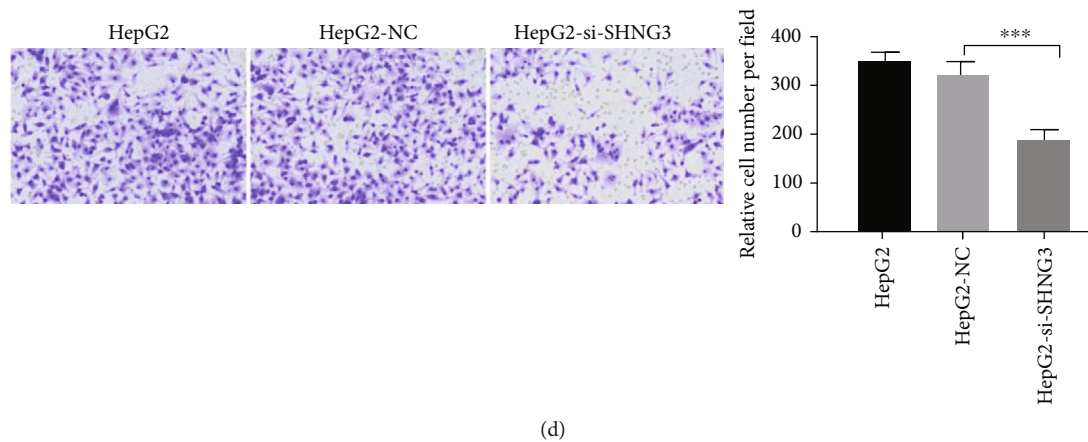 HepG2
HepG2-NC
HepG2-si-SHNG3
Relative cell number per field
400
300
200
100
0
***
HepG2
HepG2-NC
HepG2-si-SHNG3
(d)